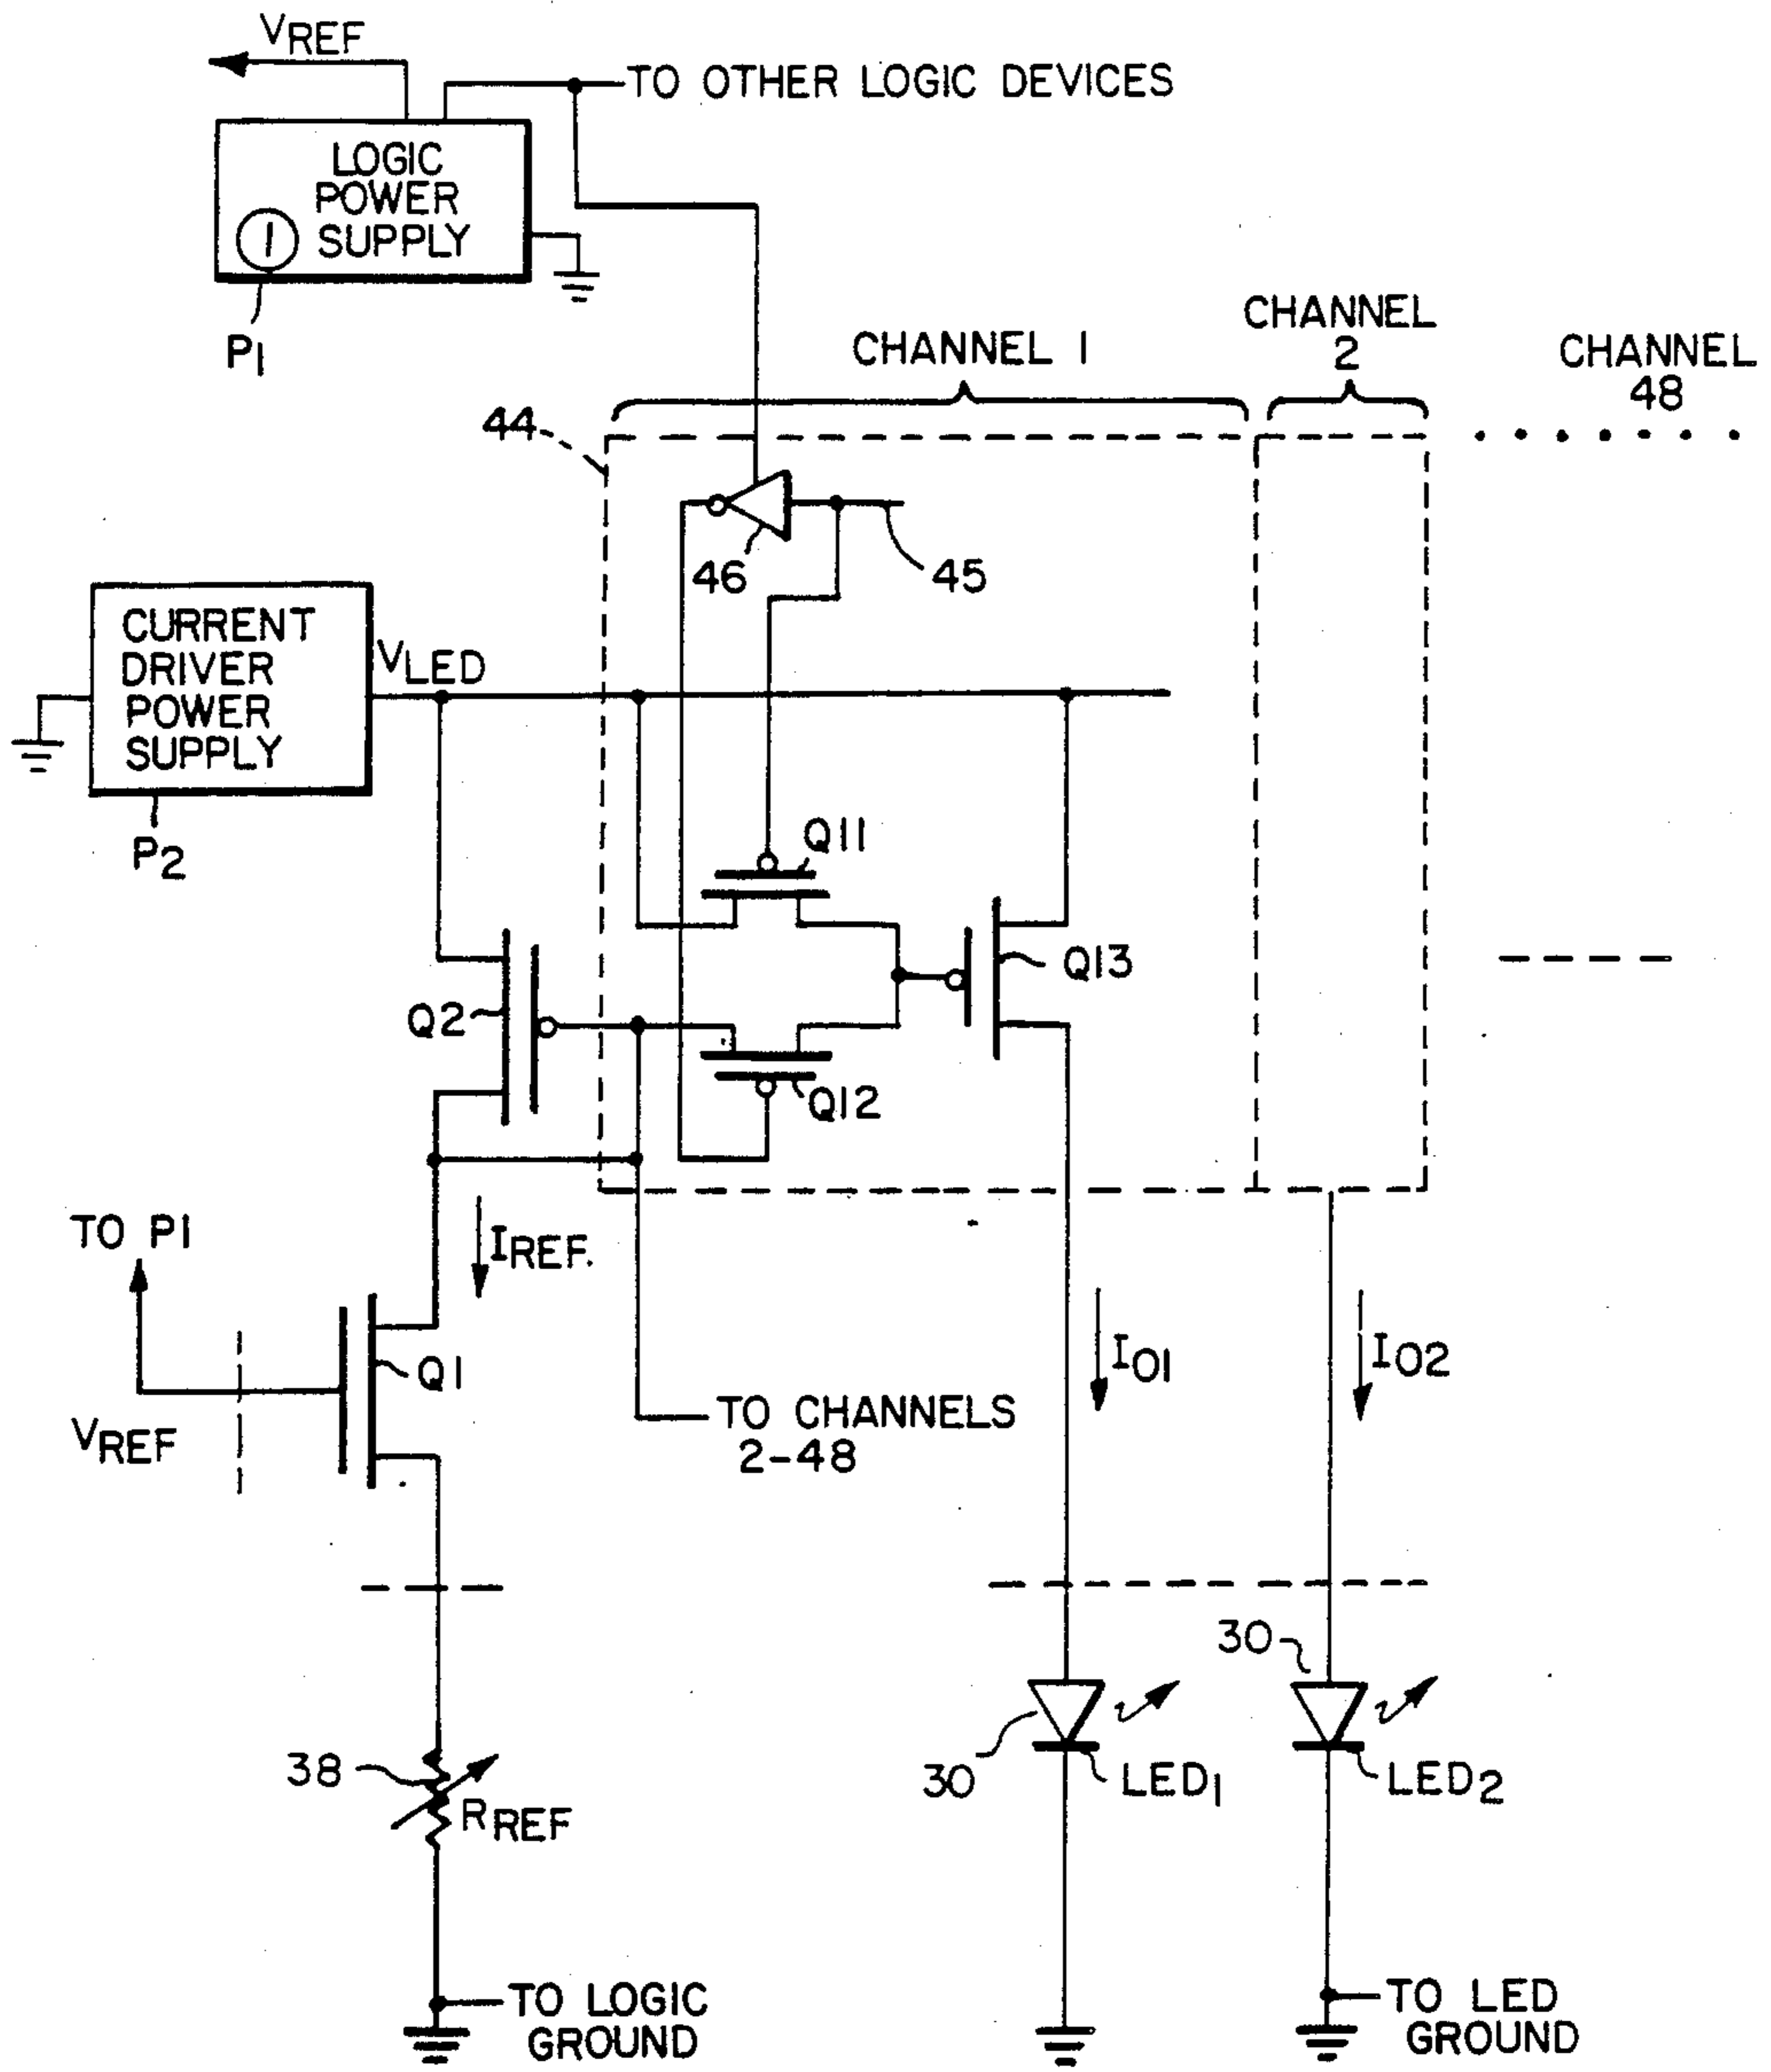 VREF
TO OTHER LOGIC DEVICES
LOGIC
POWER
SUPPLY
1
P1
CHANNEL 1
CHANNEL
2
CHANNEL
48
44
46
45
CURRENT
DRIVER
POWER
SUPPLY
VLED
P2
Q11
Q13
Q2
Q12
TO P1
IREF.
Q1
VREF
IO1
IO2
TO CHANNELS
2-48
30
38
RREF
30
LED1
LED2
TO LOGIC
GROUND
TO LED
GROUND